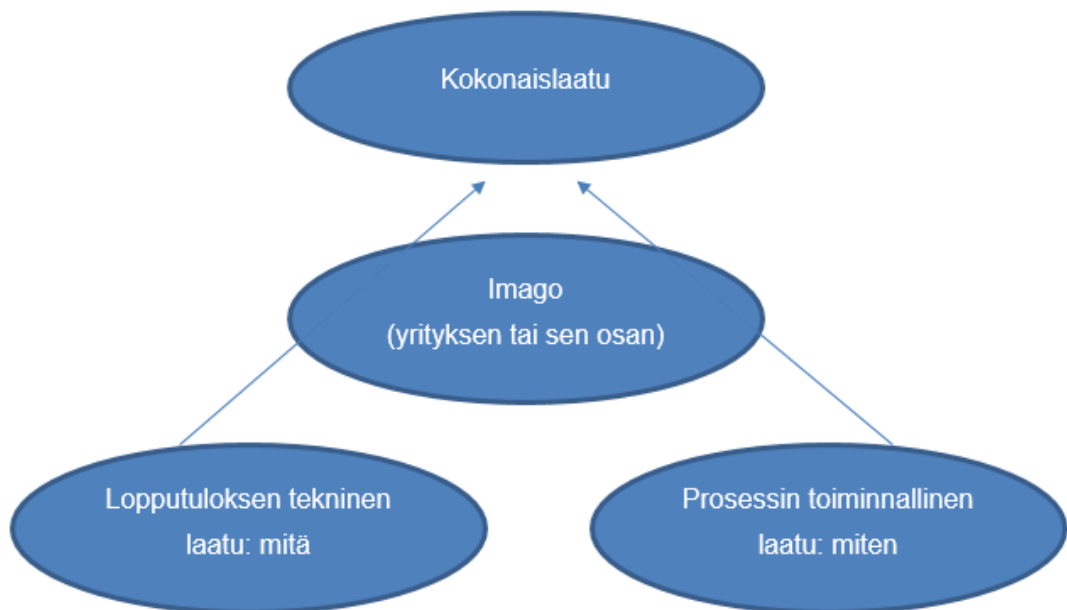 Kokonaislaatu
Imago
(yrityksen tai sen osan)
Lopputuloksen tekninen
laatu: mitä
Prosessin toiminnallinen
laatu: miten